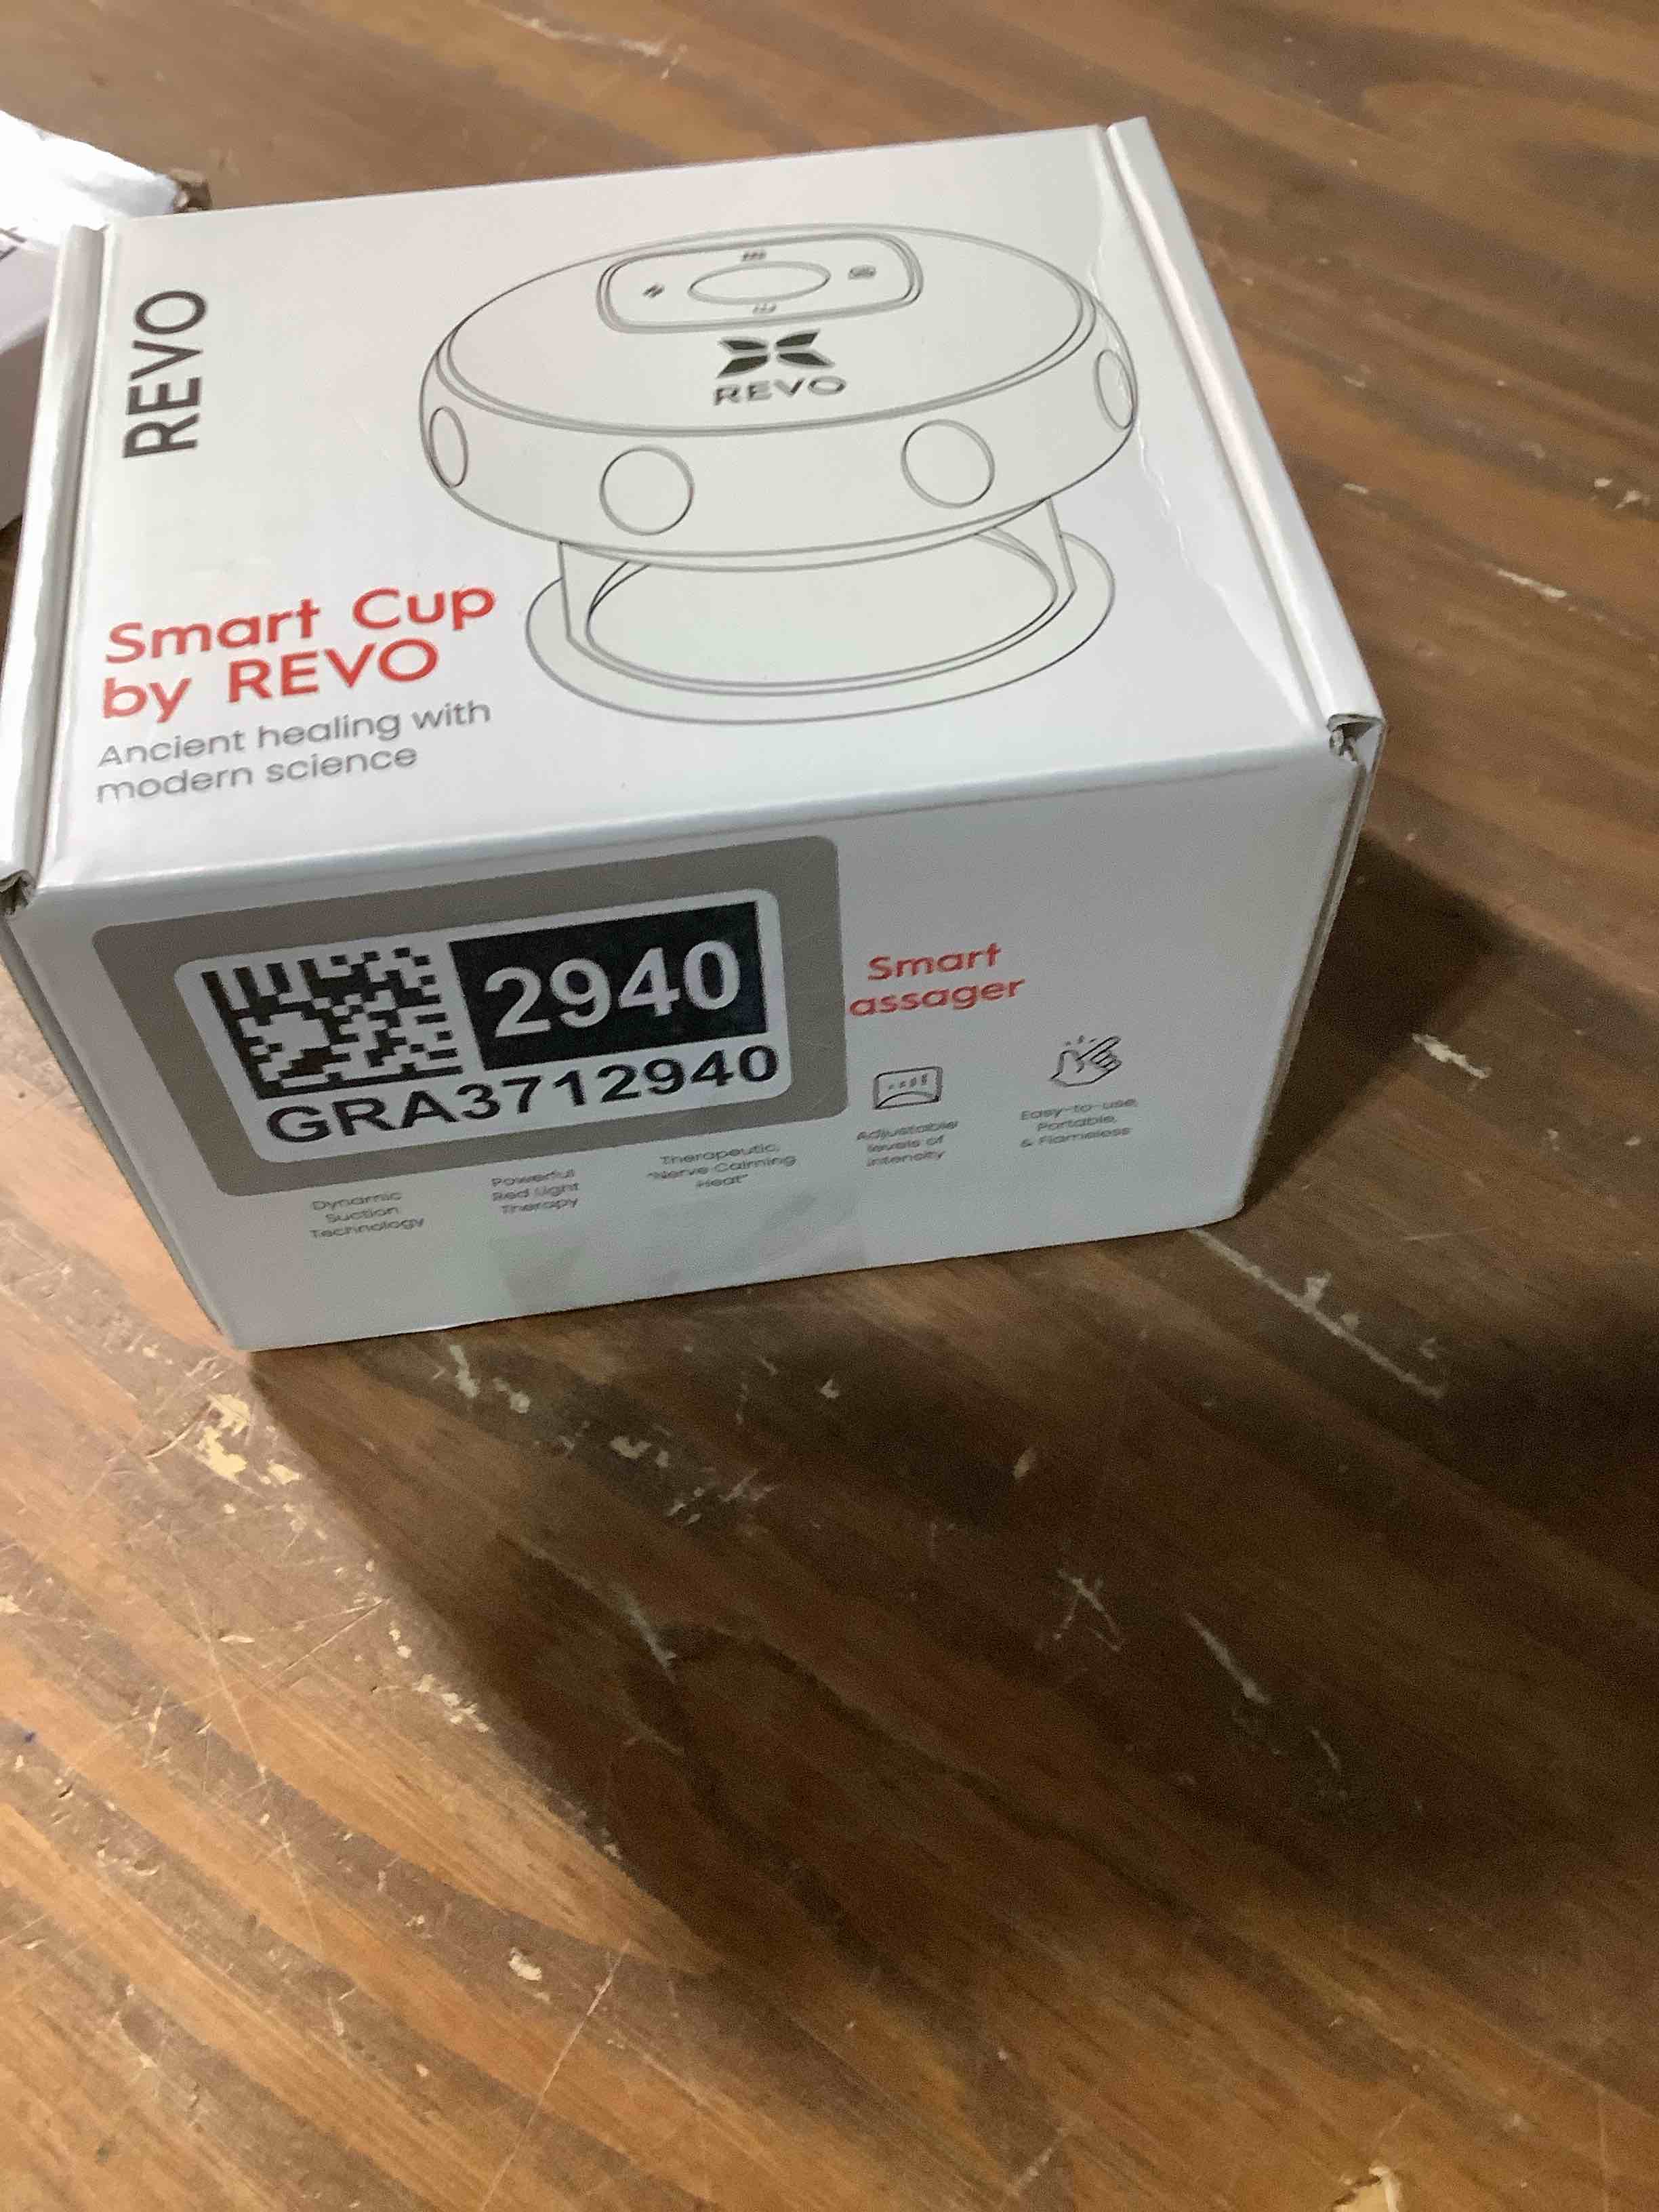 REVO
REVO
Smart Cup
by REVO
Ancient healing with
modern science
2940
GRA3712940
Smart
assager
Dynamic
Suction
Technology
Powerful
Red Light
Therapy
Therapeutic,
"Nerve Calming
Heat"
Adjustable
levels of
intensity
Easy-to-use,
Portable,
& Flameless